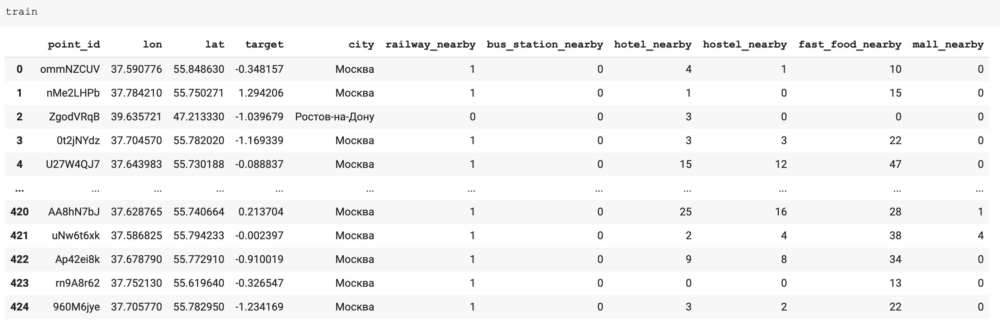 train
point_id lon lat target city railway_nearby bus_station_nearby hotel_nearby hostel_nearby fast_food_nearby mall_nearby
0 ommNZCUV 37.590776 55.848630 -0.348157 Москва 1 0 4 1 10 0
1 nMe2LHPb 37.784210 55.750271 1.294206 Москва 1 0 1 0 15 0
2 ZgodVRqB 39.635721 47.213330 -1.039679 Ростов-на-Дону 0 0 3 0 0 0
3 0t2jNYdz 37.704570 55.782020 -1.169339 Москва 1 0 3 3 22 0
4 U27W4QJ7 37.643983 55.730188 -0.088837 Москва 1 0 15 12 47 0
... ... ... ... ... ... ... ... ... ... ... ...
420 AA8hN7bJ 37.628765 55.740664 0.213704 Москва 1 0 25 16 28 1
421 uNw6t6xk 37.586825 55.794233 -0.002397 Москва 1 0 2 4 38 4
422 Ap42ei8k 37.678790 55.772910 -0.910019 Москва 1 0 9 8 34 0
423 rn9A8r62 37.752130 55.619640 -0.326547 Москва 1 0 0 0 13 0
424 960M6jye 37.705770 55.782950 -1.234169 Москва 1 0 3 2 22 0